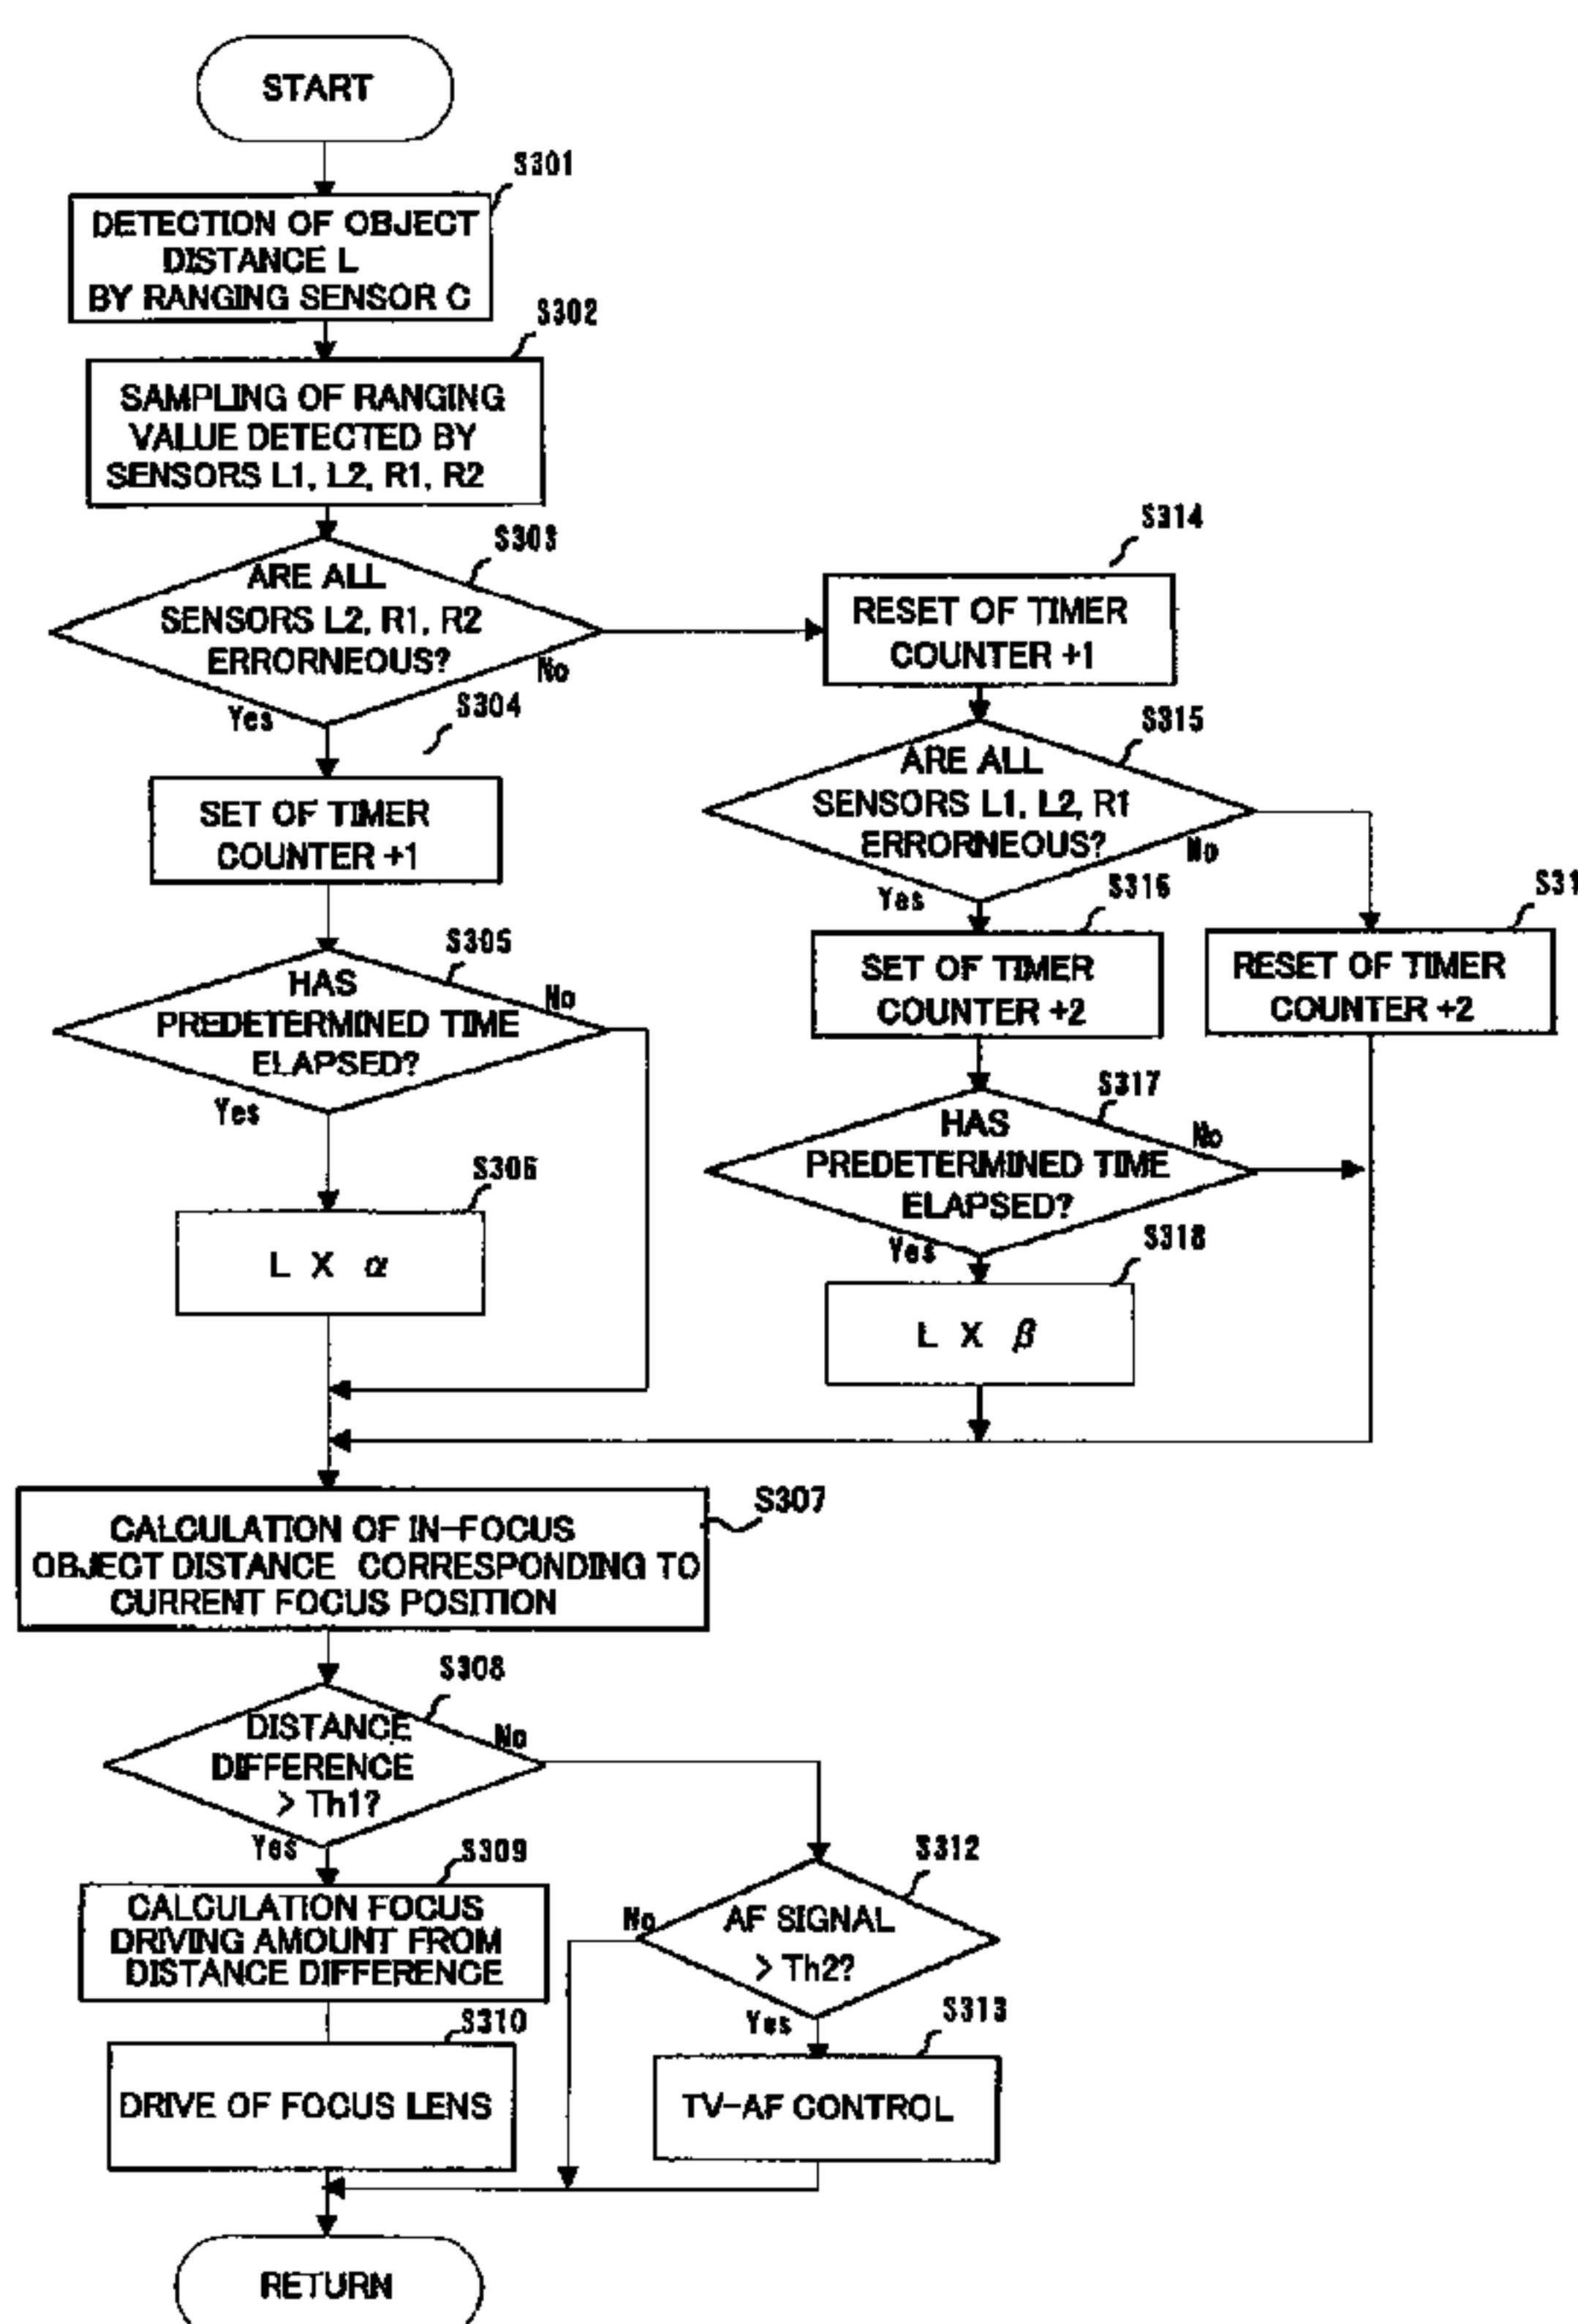 START
S301
DETECTION OF OBJECT
DISTANCE L
BY RANGING SENSOR C
S302
SAMPLING OF RANGING
VALUE DETECTED BY
SENSORS L1, L2, R1, R2
S303
ARE ALL
SENSORS L2, R1, R2
ERRORNEOUS?
No
Yes
S304
SET OF TIMER
COUNTER +1
S305
HAS
PREDETERMINED TIME
ELAPSED?
No
Yes
S306
L X α
S314
RESET OF TIMER
COUNTER +1
S315
ARE ALL
SENSORS L1, L2, R1
ERRORNEOUS?
No
Yes
S316
SET OF TIMER
COUNTER +2
S31
RESET OF TIMER
COUNTER +2
S317
HAS
PREDETERMINED TIME
ELAPSED?
No
Yes
S318
L X β
S307
CALCULATION OF IN-FOCUS
OBJECT DISTANCE CORRESPONDING TO
CURRENT FOCUS POSITION
S308
DISTANCE
DIFFERENCE
> Th1?
No
Yes
S309
CALCULATION FOCUS
DRIVING AMOUNT FROM
DISTANCE DIFFERENCE
S310
DRIVE OF FOCUS LENS
S312
AF SIGNAL
> Th2?
No
Yes
S313
TV-AF CONTROL
RETURN